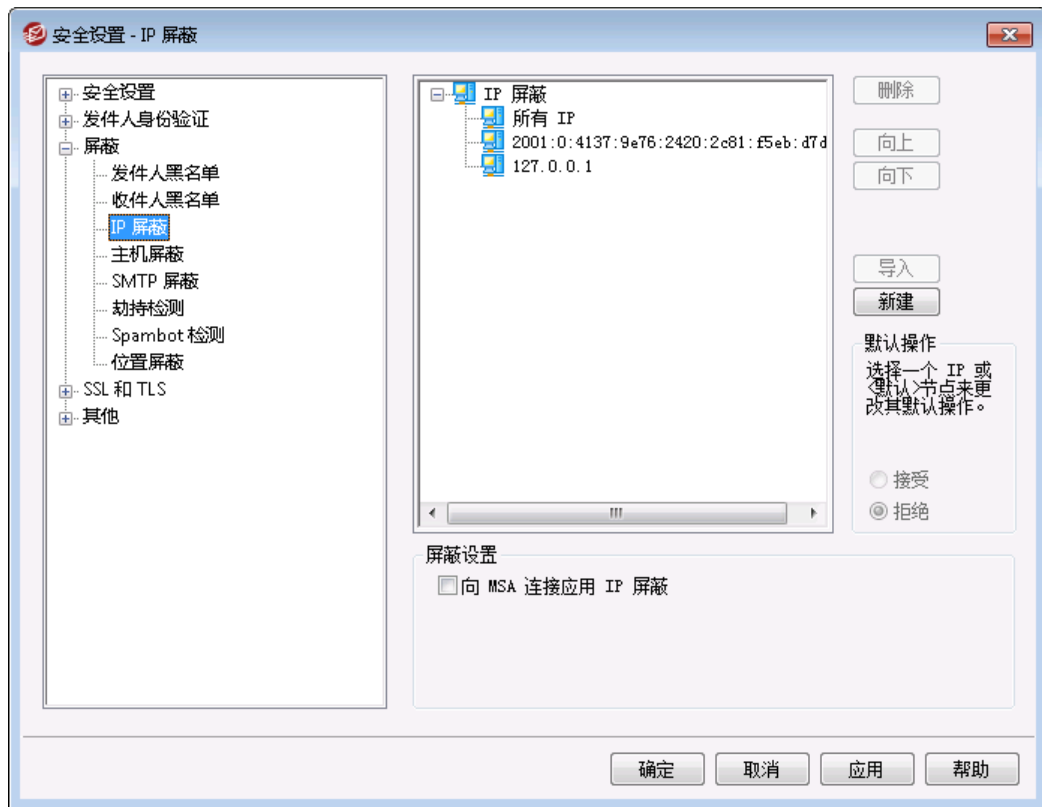 安全设置 - IP 屏蔽
安全设置
发件人身份验证
屏蔽
发件人黑名单
收件人黑名单
IP 屏蔽
主机屏蔽
SMTP 屏蔽
劫持检测
Spambot 检测
位置屏蔽
SSL 和 TLS
其他
IP 屏蔽
所有 IP
2001:0:4137:9e76:2420:2c81:f5eb:d7d
127.0.0.1
删除
向上
向下
导入
新建
默认操作
选择一个 IP 或
<默认>节点来更
改其默认操作。
接受
拒绝
屏蔽设置
向 MSA 连接应用 IP 屏蔽
确定
取消
应用
帮助